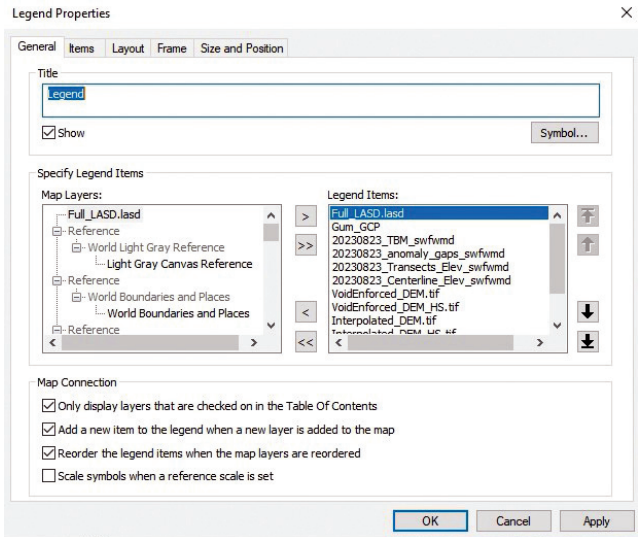 Legend Properties
General Items Layout Frame Size and Position
Title
Legend
Show
Symbol...
Specify Legend Items
Map Layers:
Full_LASD.lasd
Reference
World Light Gray Reference
Light Gray Canvas Reference
Reference
World Boundaries and Places
World Boundaries and Places
Reference
>
>>
<
<<
Legend Items:
Full_LASD.lasd
Gum_GCP
20230823_TBM_swfwmd
20230823_anomaly_gaps_swfwmd
20230823_Transects_Elev_swfwmd
20230823_Centerline_Elev_swfwmd
VoidEnforced_DEM.tif
VoidEnforced_DEM_HS.tif
Interpolated_DEM.tif
Interpolated_DEM_HS.tif
Map Connection
Only display layers that are checked on in the Table Of Contents
Add a new item to the legend when a new layer is added to the map
Reorder the legend items when the map layers are reordered
Scale symbols when a reference scale is set
OK Cancel Apply